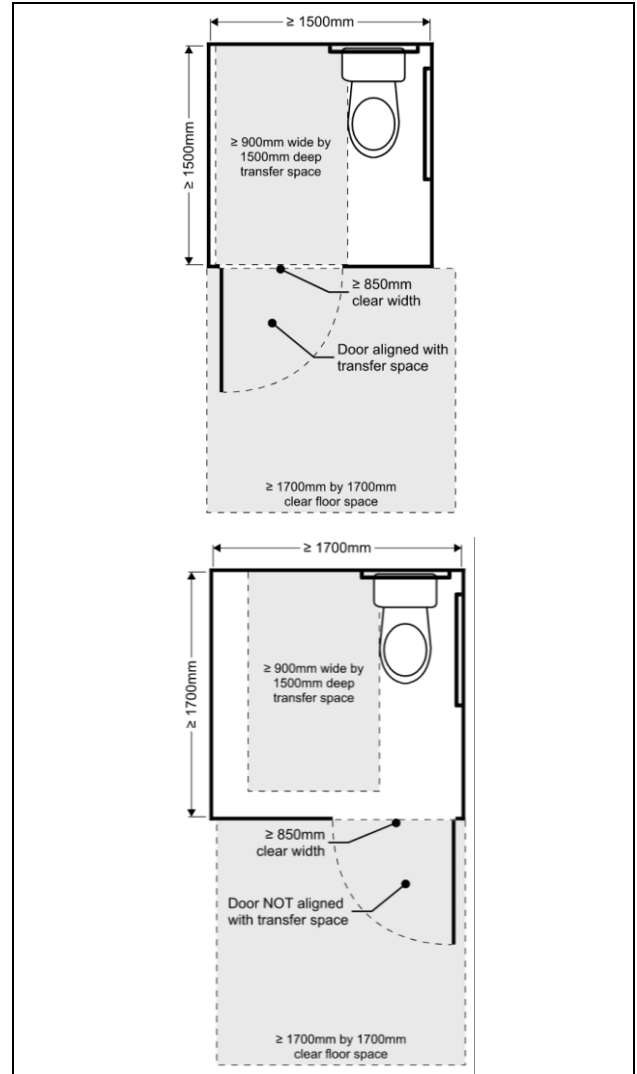 ≥ 1500mm
≥ 1500mm
≥ 900mm wide by
1500mm deep
transfer space
≥ 850mm
clear width
Door aligned with
transfer space
≥ 1700mm by 1700mm
clear floor space
≥ 1700mm
≥ 1700mm
≥ 900mm wide by
1500mm deep
transfer space
≥ 850mm
clear width
Door NOT aligned
with transfer space
≥ 1700mm by 1700mm
clear floor space